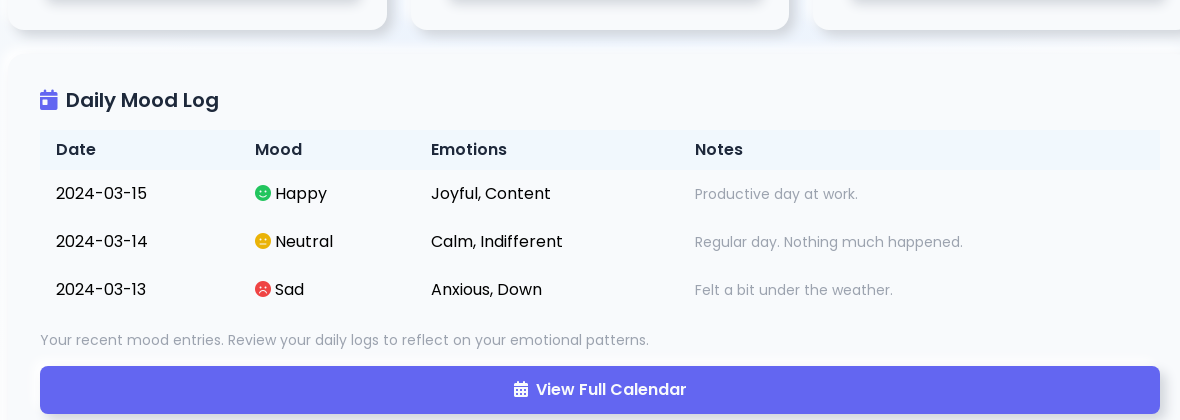 Daily Mood Log
Date Mood Emotions Notes
2024-03-15 Happy Joyful, Content Productive day at work.
2024-03-14 Neutral Calm, Indifferent Regular day. Nothing much happened.
2024-03-13 Sad Anxious, Down Felt a bit under the weather.
Your recent mood entries. Review your daily logs to reflect on your emotional patterns.
View Full Calendar